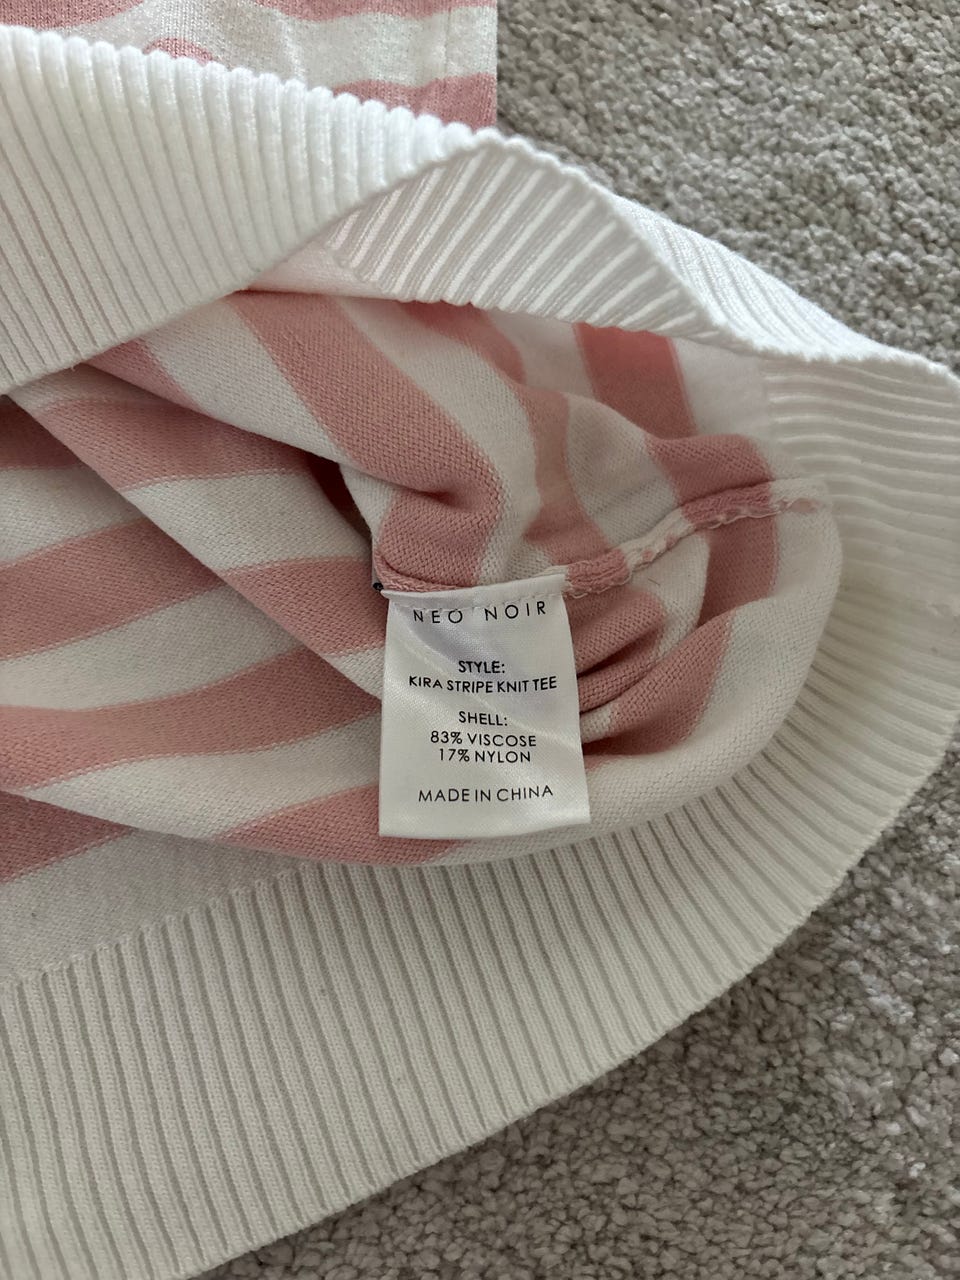 NEO NOIR
STYLE:
KIRA STRIPE KNIT TEE
SHELL:
83% VISCOSE
17% NYLON
MADE IN CHINA